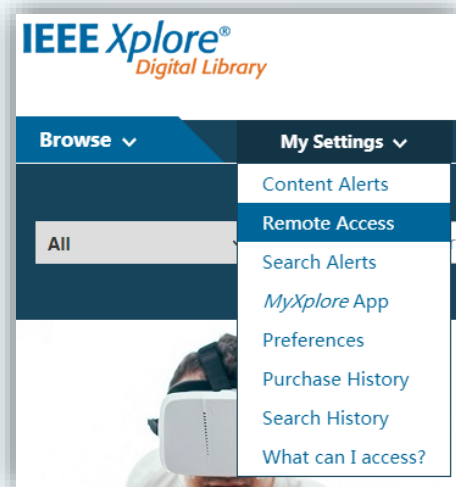 IEEE Xplore®
Digital Library
Browse
My Settings
Content Alerts
All
Remote Access
Search Alerts
MyXplore App
Preferences
Purchase History
Search History
What can I access?